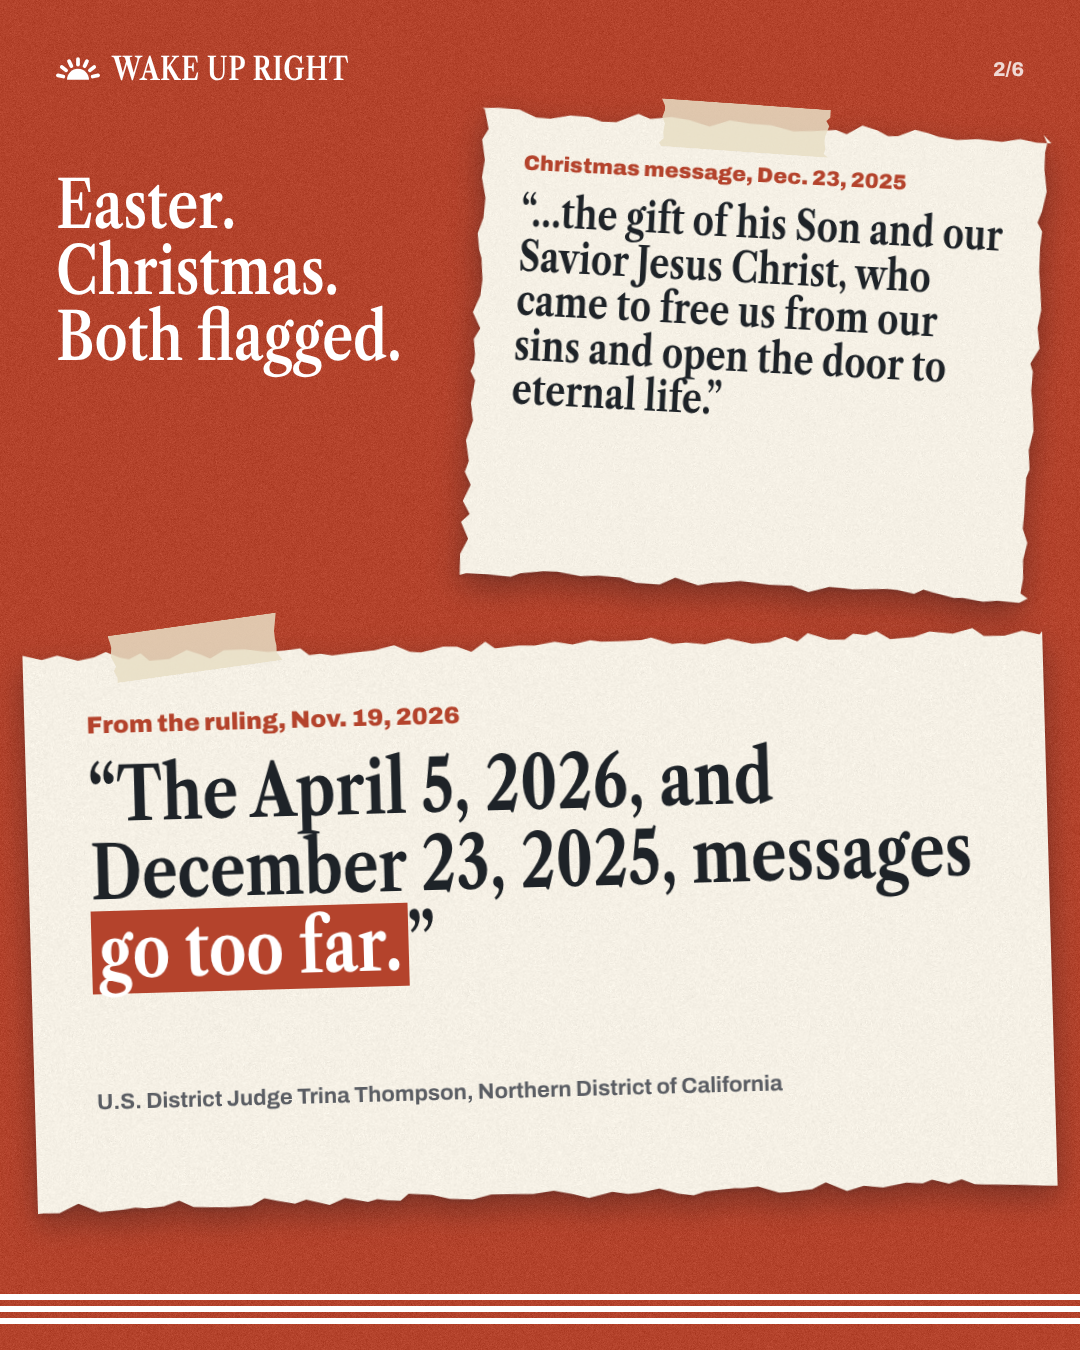 WAKE UP RIGHT
2/6
Easter.
Christmas.
Both flagged.
Christmas message, Dec. 23, 2025
“...the gift of his Son and our
Savior Jesus Christ, who
came to free us from our
sins and open the door to
eternal life.”
From the ruling, Nov. 19, 2026
“The April 5, 2026, and
December 23, 2025, messages
go too far.”
U.S. District Judge Trina Thompson, Northern District of California